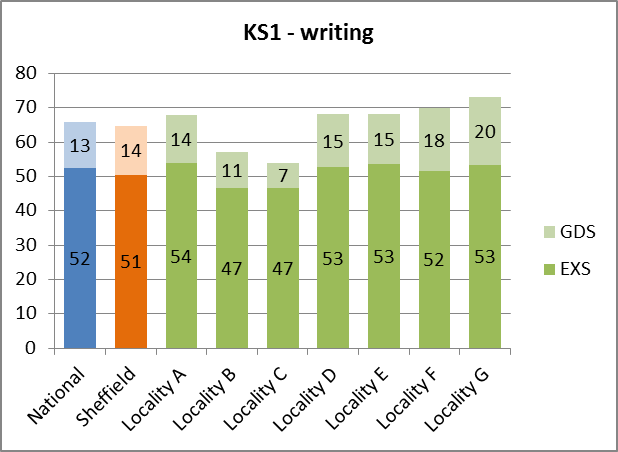 KS1 - writing
80
70
60
50
40
30
20
10
0
13 14 14 11 7 15 15 18 20
52 51 54 47 47 53 53 52 53
GDS
EXS
National
Sheffield
Locality A
Locality B
Locality C
Locality D
Locality E
Locality F
Locality G